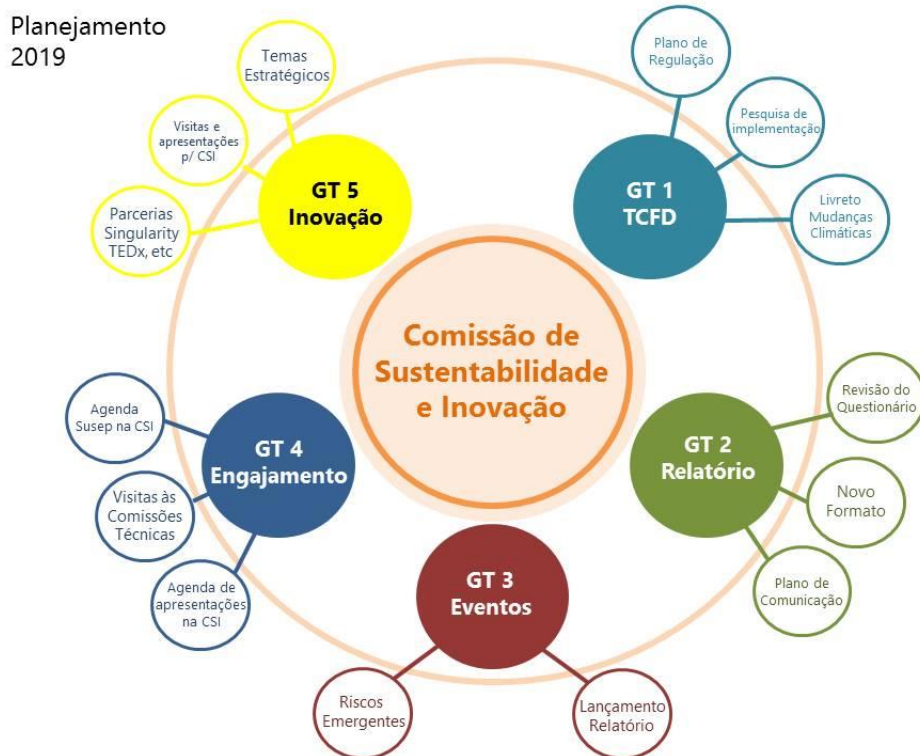 Planejamento
2019
Comissão de
Sustentabilidade
e Inovação
GT 1
TCFD
Plano de
Regulação
Pesquisa de
implementação
Livreto
Mudanças
Climáticas
GT 2
Relatório
Revisão do
Questionário
Novo
Formato
Plano de
Comunicação
GT 3
Eventos
Lançamento
Relatório
Riscos
Emergentes
GT 4
Engajamento
Agenda
Susep na CSI
Visitas às
Comissões
Técnicas
Agenda de
apresentações
na CSI
GT 5
Inovação
Temas
Estratégicos
Visitas e
apresentações
p/ CSI
Parcerias
Singularity
TEDx, etc